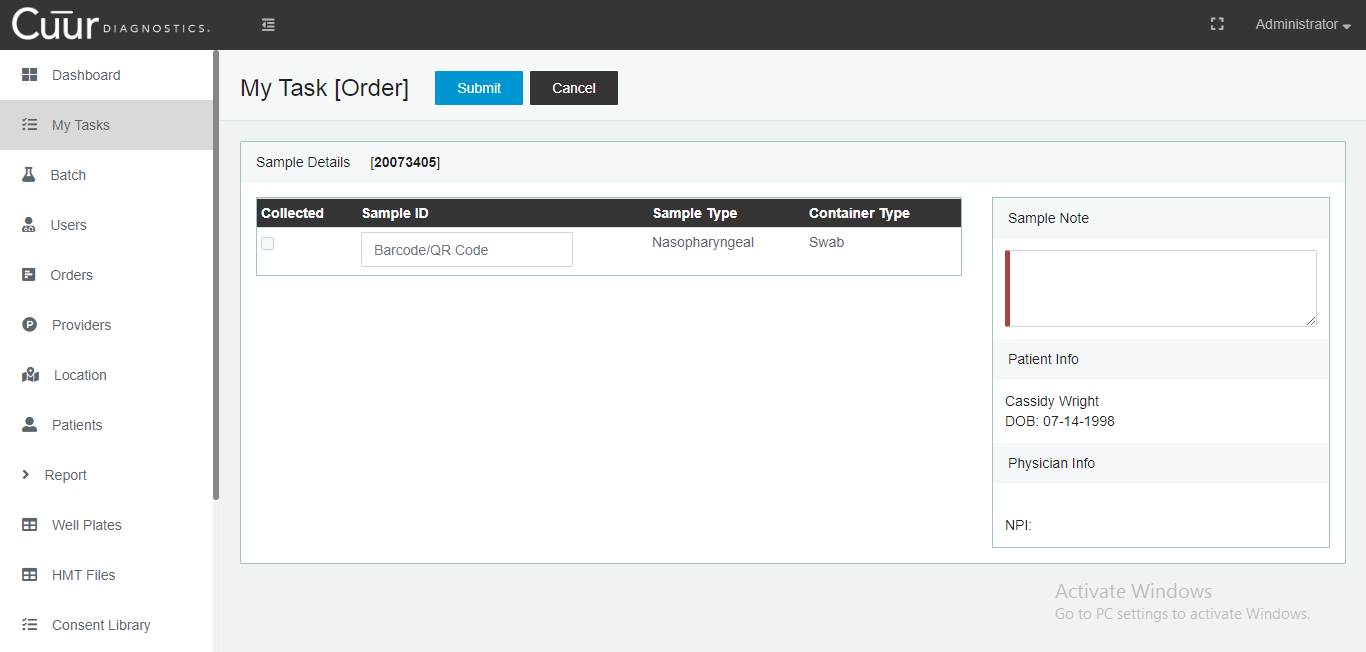 Cuur DIAGNOSTICS.
Administrator
Dashboard
My Tasks
Batch
Users
Orders
Providers
Location
Patients
Report
Well Plates
HMT Files
Consent Library
My Task [Order]
Submit
Cancel
Sample Details [20073405]
Collected Sample ID Sample Type Container Type
Barcode/QR Code Nasopharyngeal Swab
Sample Note
Patient Info
Cassidy Wright
DOB: 07-14-1998
Physician Info
NPI:
Activate Windows
Go to PC settings to activate Windows.